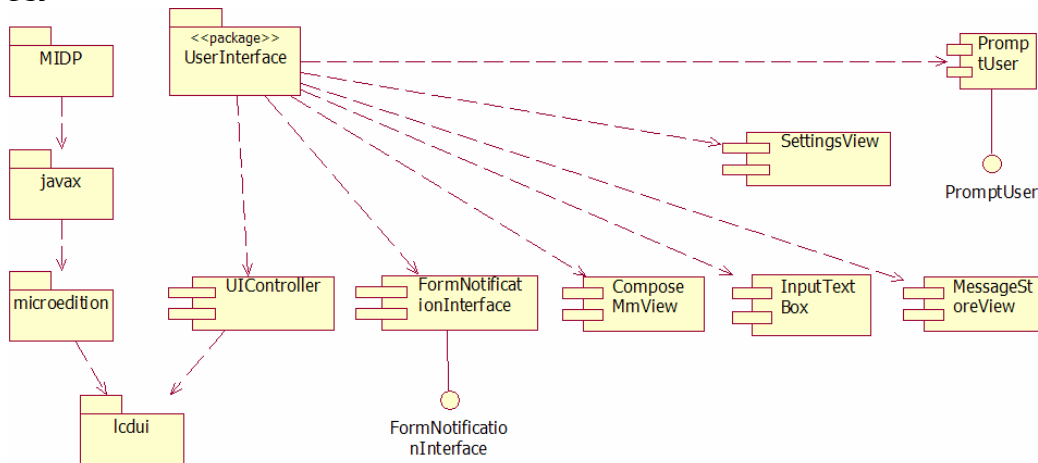 MIDP
<<package>>
UserInterface
Promp
tUser
SettingsView
PromptUser
javax
microedition
UIController
FormNotificat
ionInterface
Compose
MmView
InputText
Box
MessageSt
oreView
lcdui
FormNotificatio
nInterface